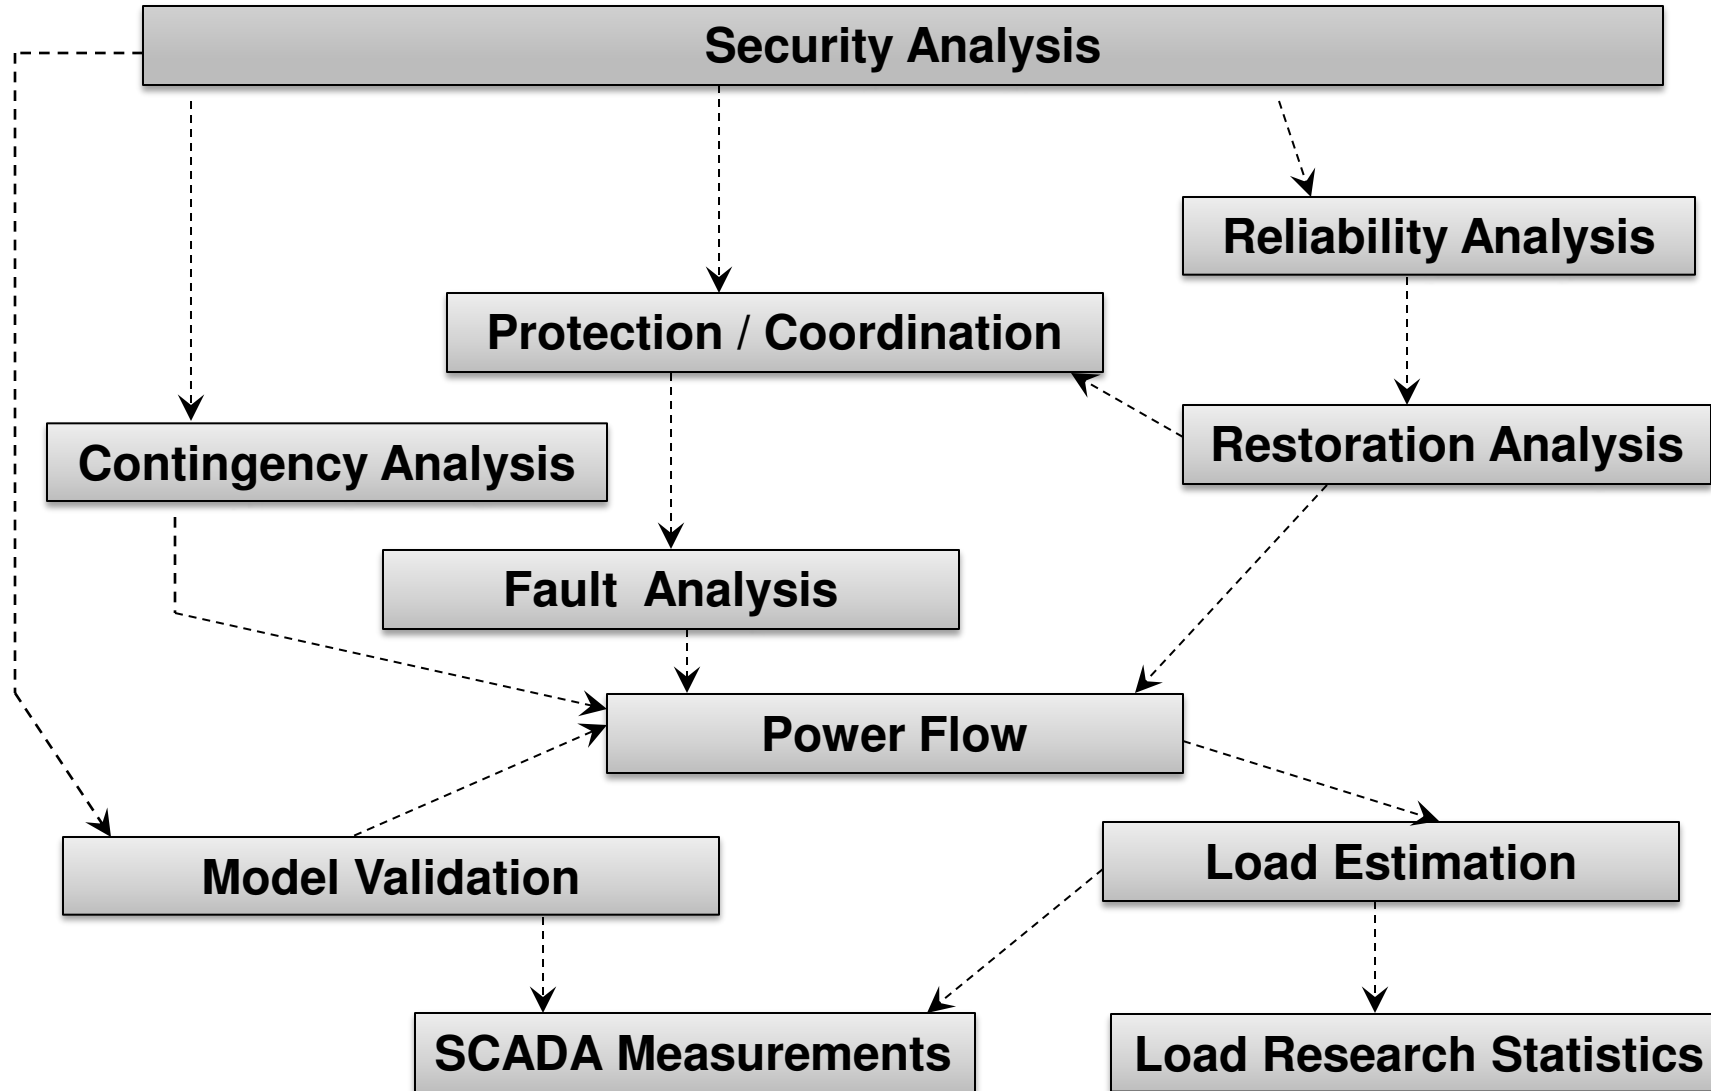 Security Analysis
Reliability Analysis
Protection / Coordination
Restoration Analysis
Contingency Analysis
Fault  Analysis
Power Flow
Load Estimation
Model Validation
SCADA Measurements
Load Research Statistics